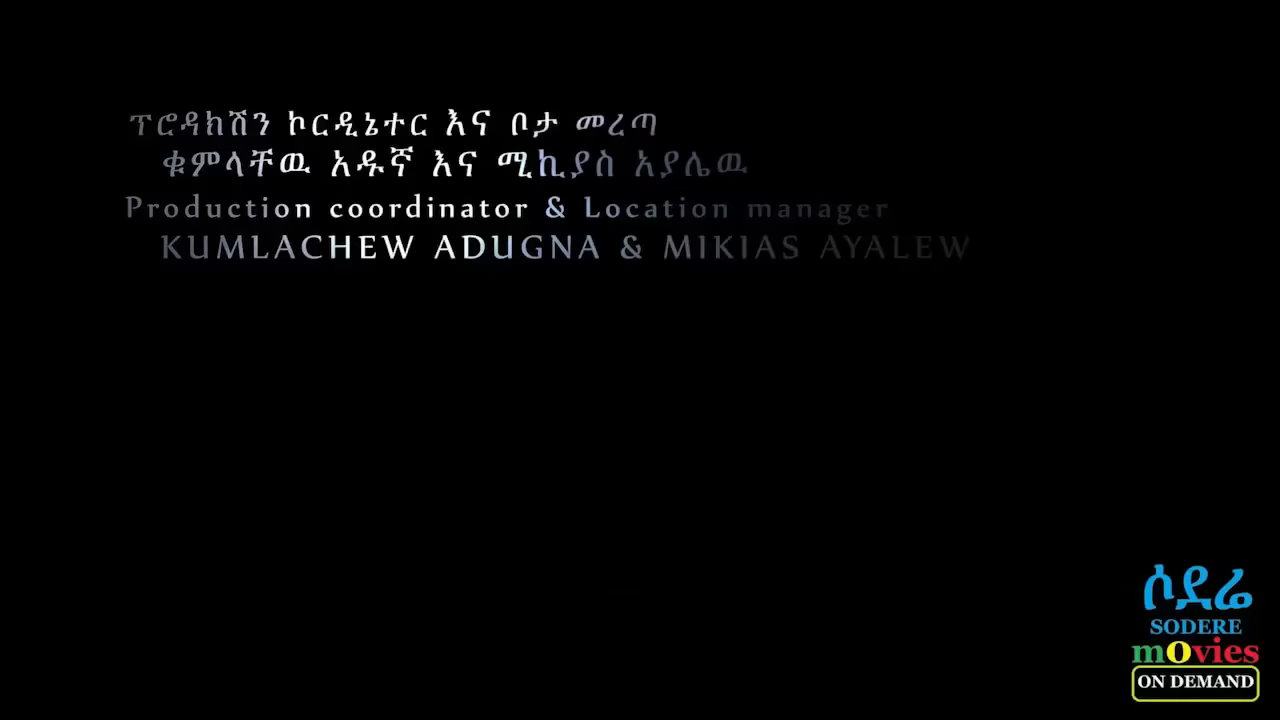 ፕሮዳክሽን ኮርዲኔተር እና ቦታ መረጣ
ቁምላቸዉ አዱኛ እና ሚኪያስ አያሌዉ
Production coordinator & Location manager
KUMLACHEW ADUGNA & MIKIAS AYALEW
ሶደሬ
SODERE
mOvies
ON DEMAND